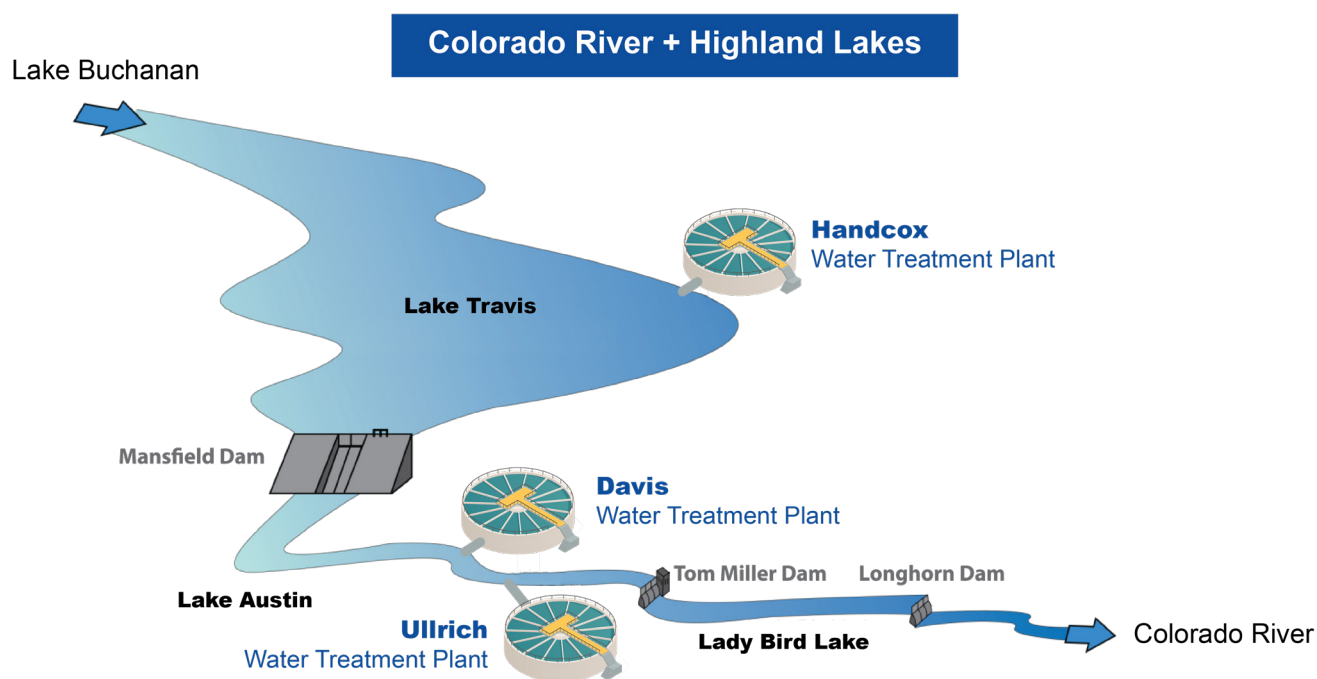 Colorado River + Highland Lakes
Lake Buchanan
Handcox
Water Treatment Plant
Lake Travis
Mansfield Dam
Davis
Water Treatment Plant
Tom Miller Dam
Longhorn Dam
Lake Austin
Ullrich
Water Treatment Plant
Lady Bird Lake
Colorado River